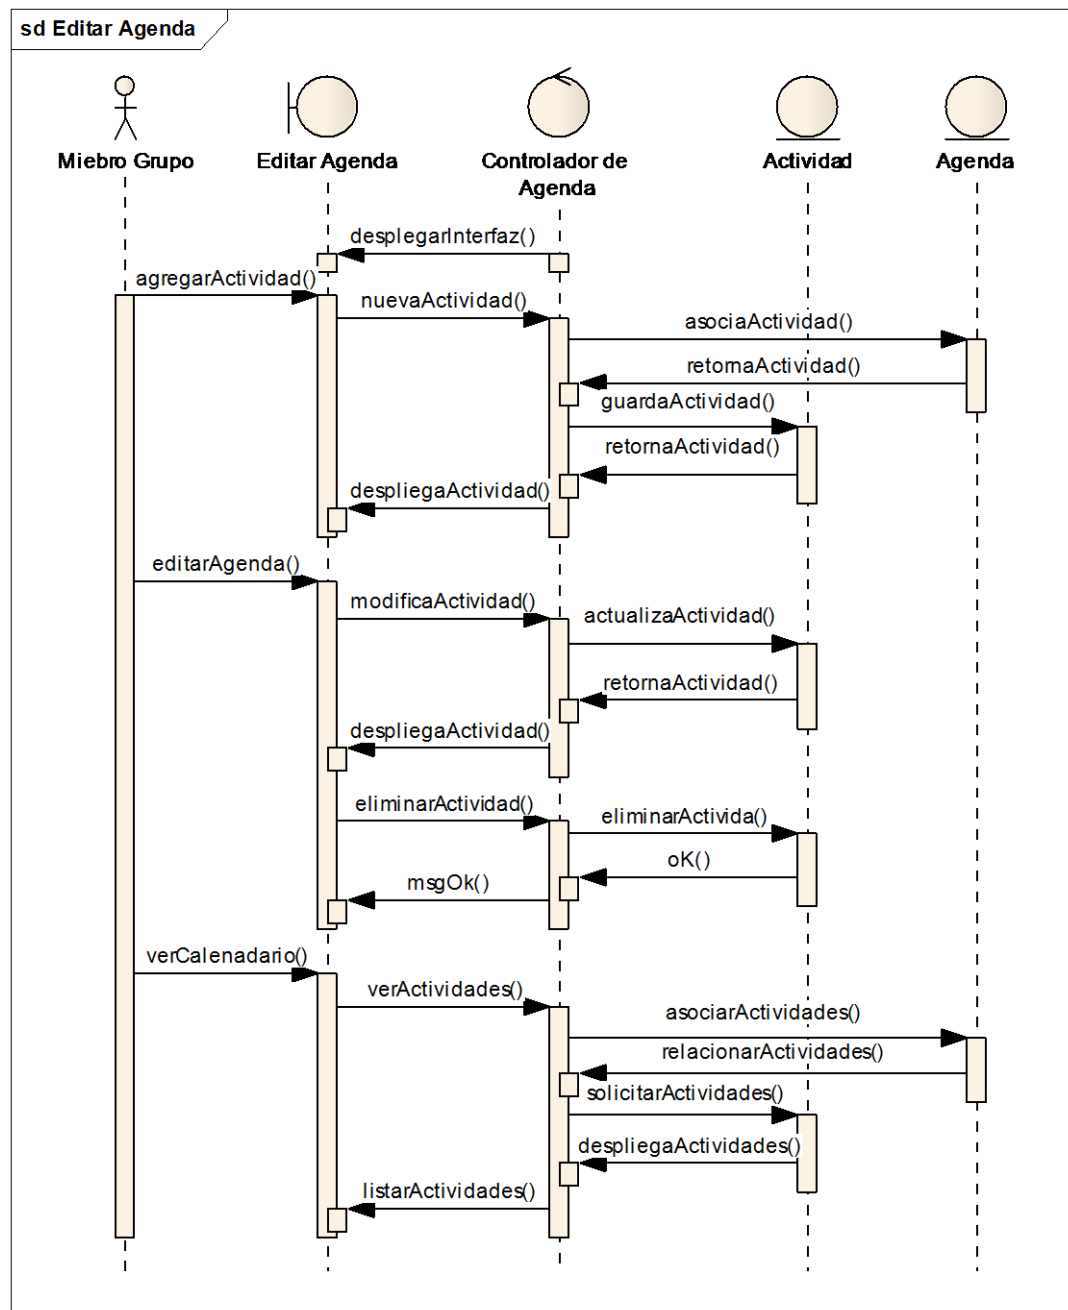 sd Editar Agenda
Miebro Grupo
Editar Agenda
Controlador de
Agenda
Actividad
Agenda
desplegarInterfaz()
agregarActividad()
nuevaActividad()
asociaActividad()
retornaActividad()
guardaActividad()
retornaActividad()
despliegaActividad()
editarAgenda()
modificaActividad()
actualizaActividad()
retornaActividad()
despliegaActividad()
eliminarActividad()
eliminarActivida()
oK()
msgOk()
verCalenadario()
verActividades()
asociarActividades()
relacionarActividades()
solicitarActividades()
despliegaActividades()
listarActividades()